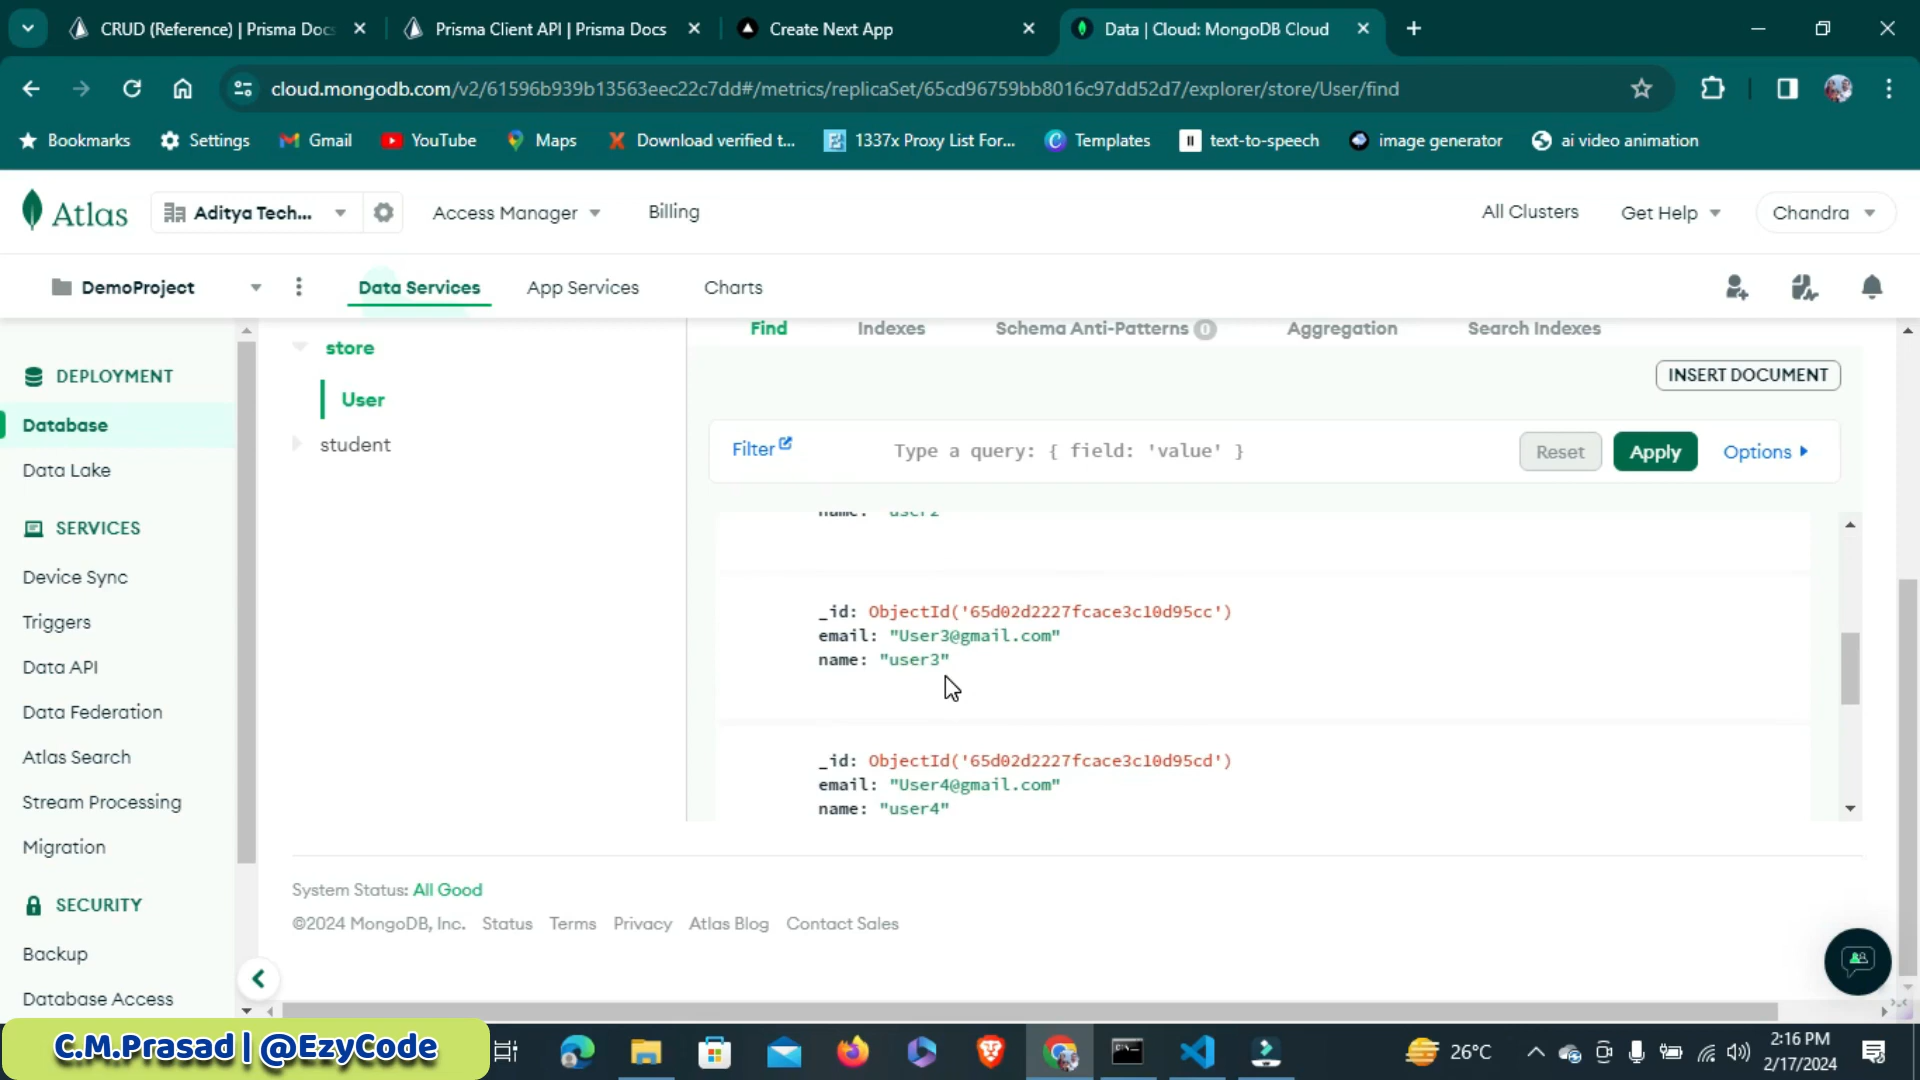 CRUD (Reference) | Prisma Docs
Prisma Client API | Prisma Docs
Create Next App
Data | Cloud: MongoDB Cloud
cloud.mongodb.com/v2/61596b939b13563eec22c7dd#/metrics/replicaSet/65cd96759bb8016c97dd52d7/explorer/store/User/find
Bookmarks
Settings
Gmail
YouTube
Maps
Download verified t...
1337x Proxy List For...
Templates
text-to-speech
image generator
ai video animation
Atlas
Aditya Tech...
Access Manager
Billing
All Clusters
Get Help
Chandra
DemoProject
Data Services
App Services
Charts
DEPLOYMENT
Database
Data Lake
SERVICES
Device Sync
Triggers
Data API
Data Federation
Atlas Search
Stream Processing
Migration
SECURITY
Backup
Database Access
store
User
student
Find
Indexes
Schema Anti-Patterns 0
Aggregation
Search Indexes
INSERT DOCUMENT
Filter
Type a query: { field: 'value' }
Reset
Apply
Options
name: "user2"
_id: ObjectId('65d02d2227fcace3c10d95cc')
email: "User3@gmail.com"
name: "user3"
_id: ObjectId('65d02d2227fcace3c10d95cd')
email: "User4@gmail.com"
name: "user4"
System Status: All Good
©2024 MongoDB, Inc. Status Terms Privacy Atlas Blog Contact Sales
C.M.Prasad | @EzyCode
26°C
2:16 PM
2/17/2024